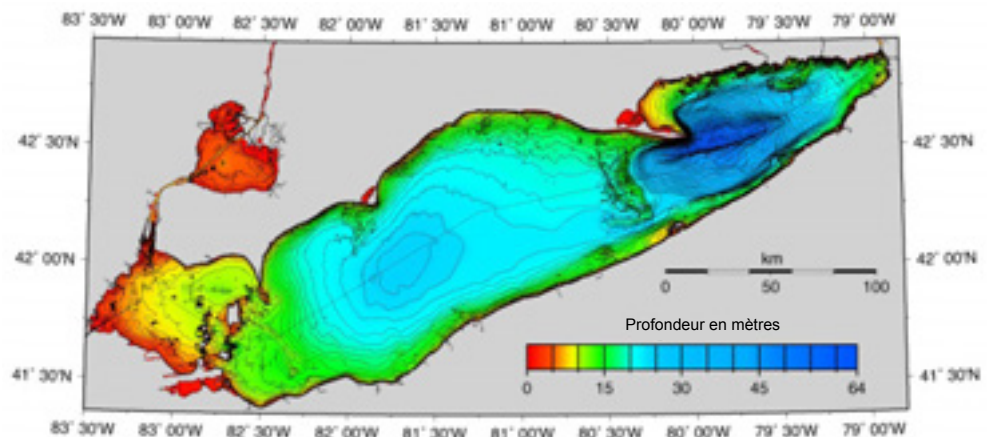 83˚ 30'W 83˚ 00'W 82˚ 30'W 82˚ 00'W 81˚ 30'W 81˚ 00'W 80˚ 30'W 80˚ 00'W 79˚ 30'W 79˚ 00'W
42˚ 30'N 42˚ 30'N
42˚ 00'N 42˚ 00'N
km
0 50 100
Profondeur en mètres
0 15 30 45 64
41˚ 30'N 41˚ 30'N
83˚ 30'W 83˚ 00'W 82˚ 30'W 82˚ 00'W 81˚ 30'W 81˚ 00'W 80˚ 30'W 80˚ 00'W 79˚ 30'W 79˚ 00'W